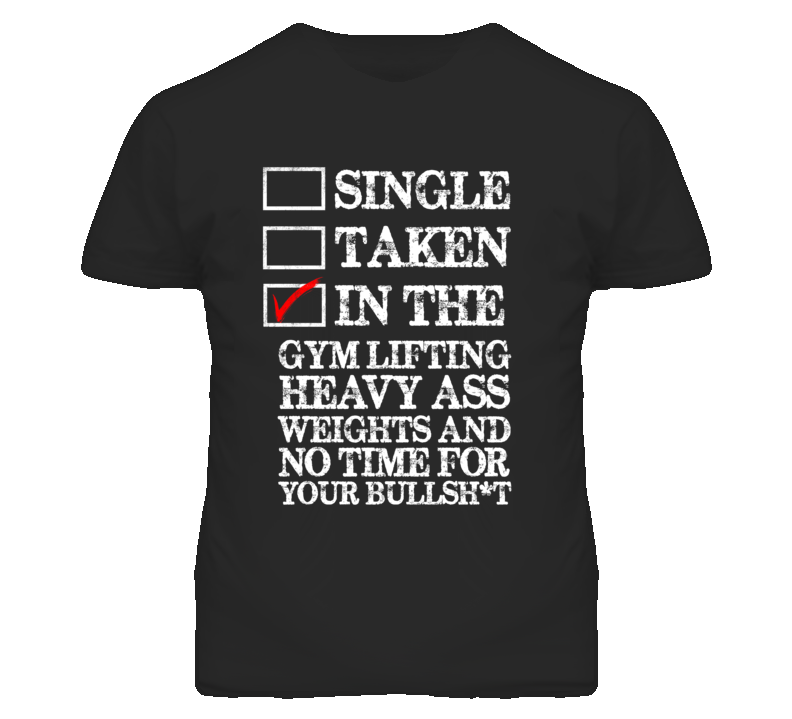 SINGLE
TAKEN
IN THE
GYM LIFTING
HEAVY ASS
WEIGHTS AND
NO TIME FOR
YOUR BULLSH*T